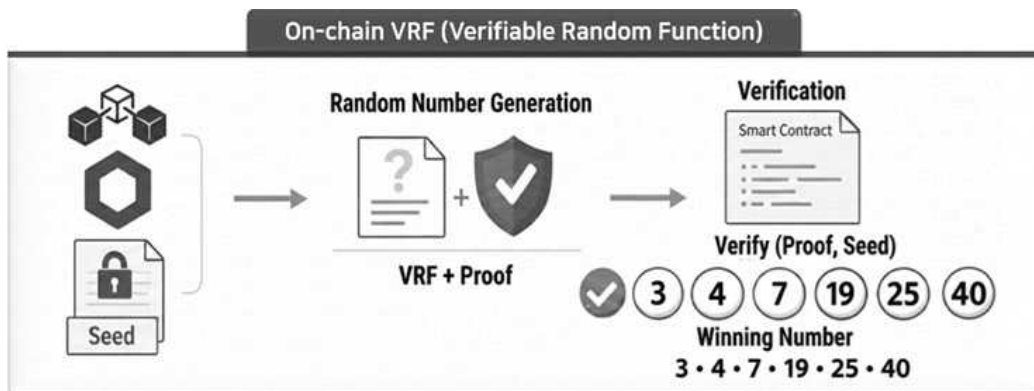 On-chain VRF (Verifiable Random Function)
Seed
Random Number Generation
?
+
VRF + Proof
Verification
Smart Contract
Verify (Proof, Seed)
3 4 7 19 25 40
Winning Number
3 • 4 • 7 • 19 • 25 • 40